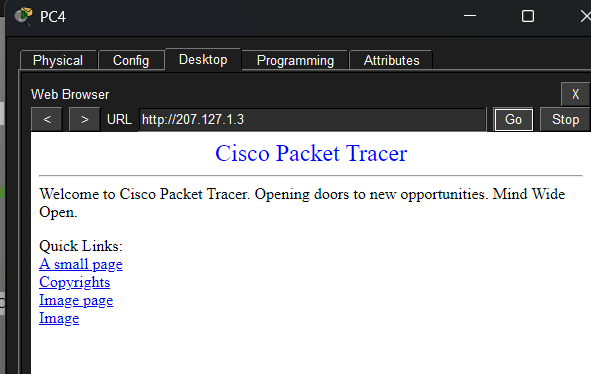 PC4
Physical Config Desktop Programming Attributes
Web Browser X
< > URL http://207.127.1.3 Go Stop
Cisco Packet Tracer
Welcome to Cisco Packet Tracer. Opening doors to new opportunities. Mind Wide
Open.
Quick Links:
A small page
Copyrights
Image page
Image